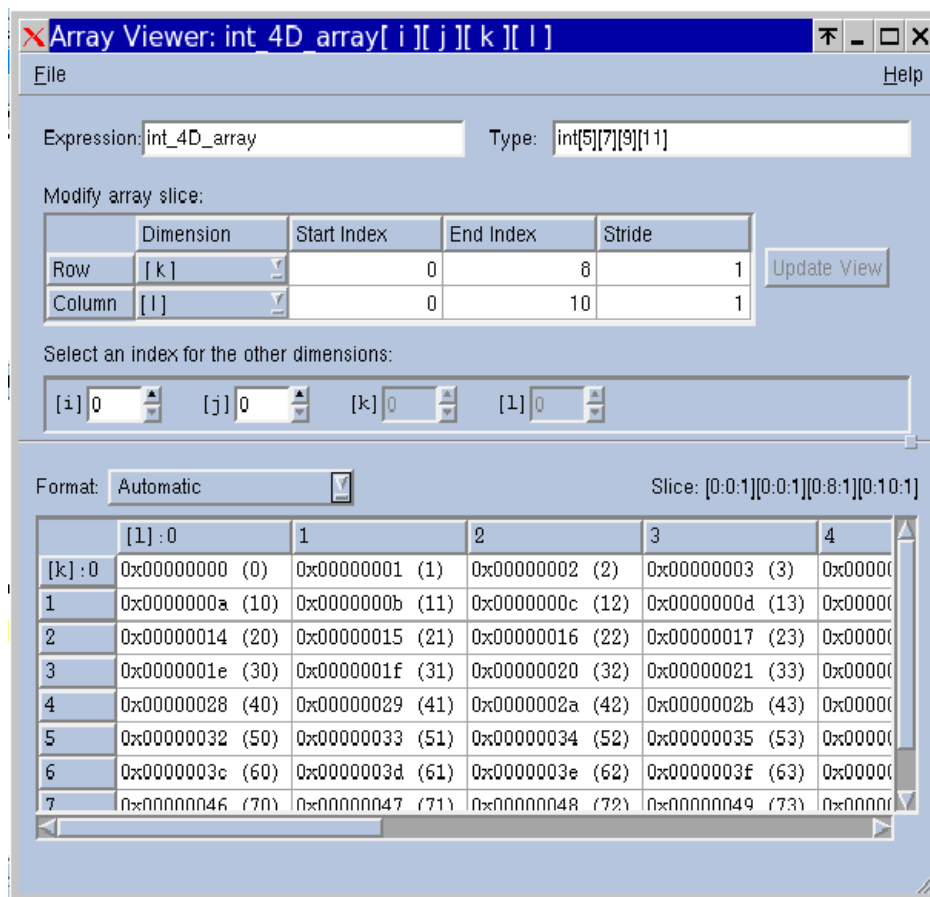 Array Viewer: int_4D_array[ i ][ j ][ k ][ l ]
File Help
Expression: int_4D_array Type: int[5][7][9][11]
Modify array slice:
Dimension Start Index End Index Stride
Row [k] 0 8 1 Update View
Column [l] 0 10 1
Select an index for the other dimensions:
[i] 0 [j] 0 [k] 0 [l] 0
Format: Automatic Slice: [0:0:1][0:0:1][0:8:1][0:10:1]
[l]:0 1 2 3 4
[k]:0 0x00000000 (0) 0x00000001 (1) 0x00000002 (2) 0x00000003 (3)
1 0x0000000a (10) 0x0000000b (11) 0x0000000c (12) 0x0000000d (13)
2 0x00000014 (20) 0x00000015 (21) 0x00000016 (22) 0x00000017 (23)
3 0x0000001e (30) 0x0000001f (31) 0x00000020 (32) 0x00000021 (33)
4 0x00000028 (40) 0x00000029 (41) 0x0000002a (42) 0x0000002b (43)
5 0x00000032 (50) 0x00000033 (51) 0x00000034 (52) 0x00000035 (53)
6 0x0000003c (60) 0x0000003d (61) 0x0000003e (62) 0x0000003f (63)
7 0x00000046 (70) 0x00000047 (71) 0x00000048 (72) 0x00000049 (73)